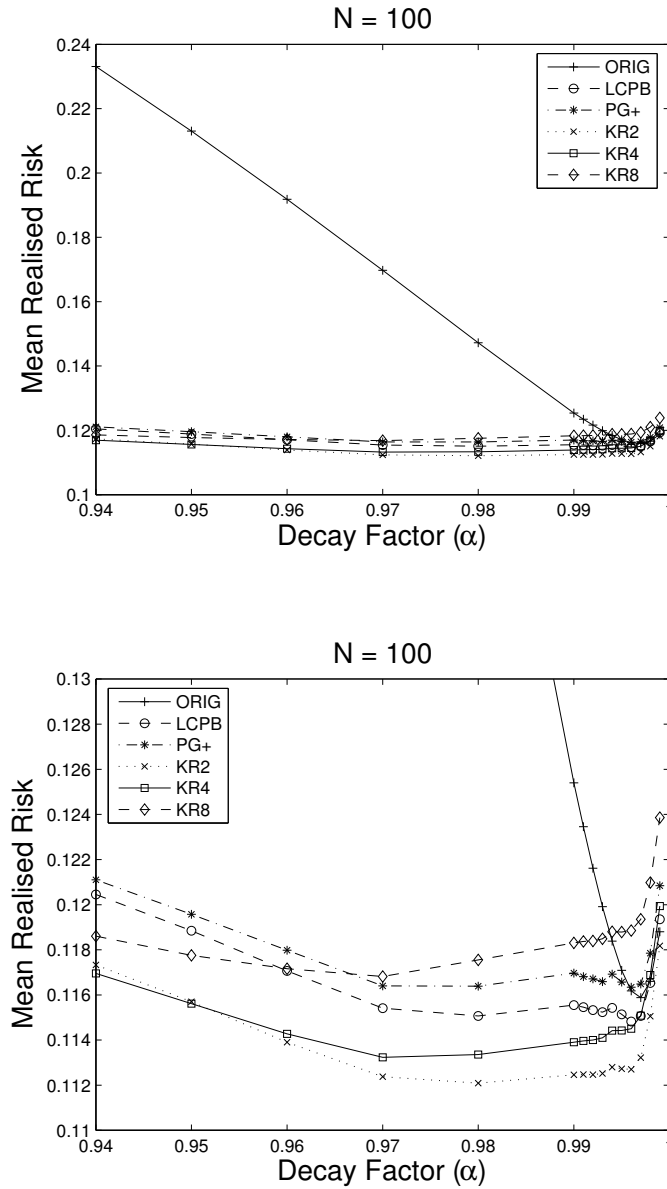 N = 100
0.24
0.22
0.2
0.18
0.16
0.14
0.12
0.1
Mean Realised Risk
ORIG
LCPB
PG+
KR2
KR4
KR8
0.94
0.95
0.96
0.97
0.98
0.99
1
Decay Factor (α)
N = 100
0.13
0.128
0.126
0.124
0.122
0.12
0.118
0.116
0.114
0.112
0.11
Mean Realised Risk
ORIG
LCPB
PG+
KR2
KR4
KR8
0.94
0.95
0.96
0.97
0.98
0.99
Decay Factor (α)